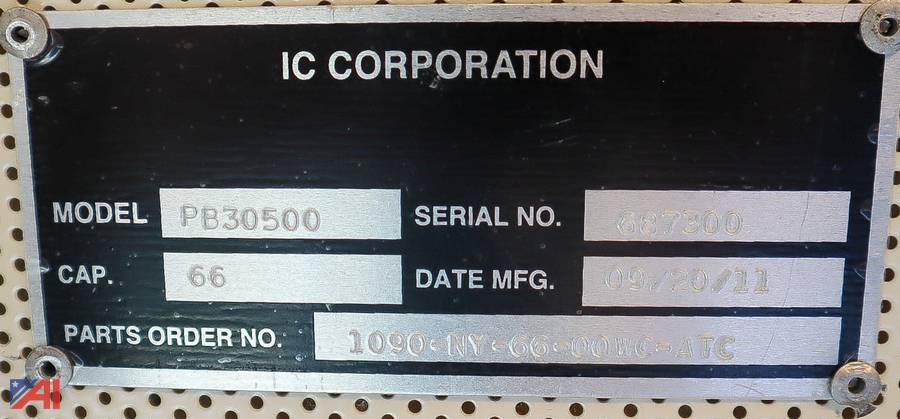 IC CORPORATION
MODEL PB30500 SERIAL NO. 687300
CAP. 66 DATE MFG. 09/20/11
PARTS ORDER NO. 1090-NY-66-00WC-ATC
AI